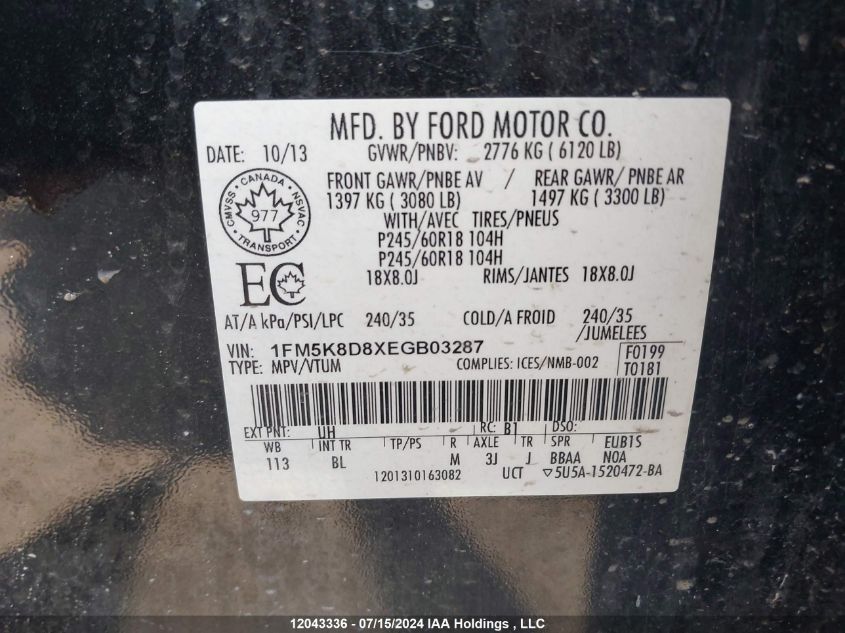 MFD. BY FORD MOTOR CO.
DATE: 10/13 GVWR/PNBV: 2776 KG ( 6120 LB)
FRONT GAWR/PNBE AV / REAR GAWR/ PNBE AR
1397 KG ( 3080 LB) 1497 KG ( 3300 LB)
WITH/AVEC TIRES/PNEUS
P245/60R18 104H
P245/60R18 104H
18X8.0J RIMS/JANTES 18X8.0J
CMVSS CANADA NSVAC
977
TRANSPORT
EC
AT/A kPa/PSI/LPC 240/35 COLD/A FROID 240/35
/JUMELEES
VIN: 1FM5K8D8XEGB03287 F0199
TYPE: MPV/VTUM COMPLIES: ICES/NMB-002 T0181
EXT PNT: UH RC: B1 DSO:
WB INT TR TP/PS R AXLE TR SPR EUB1S
113 BL M 3J J BBAA N0A
1201310163082 UCT ▽5U5A-1520472-BA
12043336 - 07/15/2024 IAA Holdings , LLC